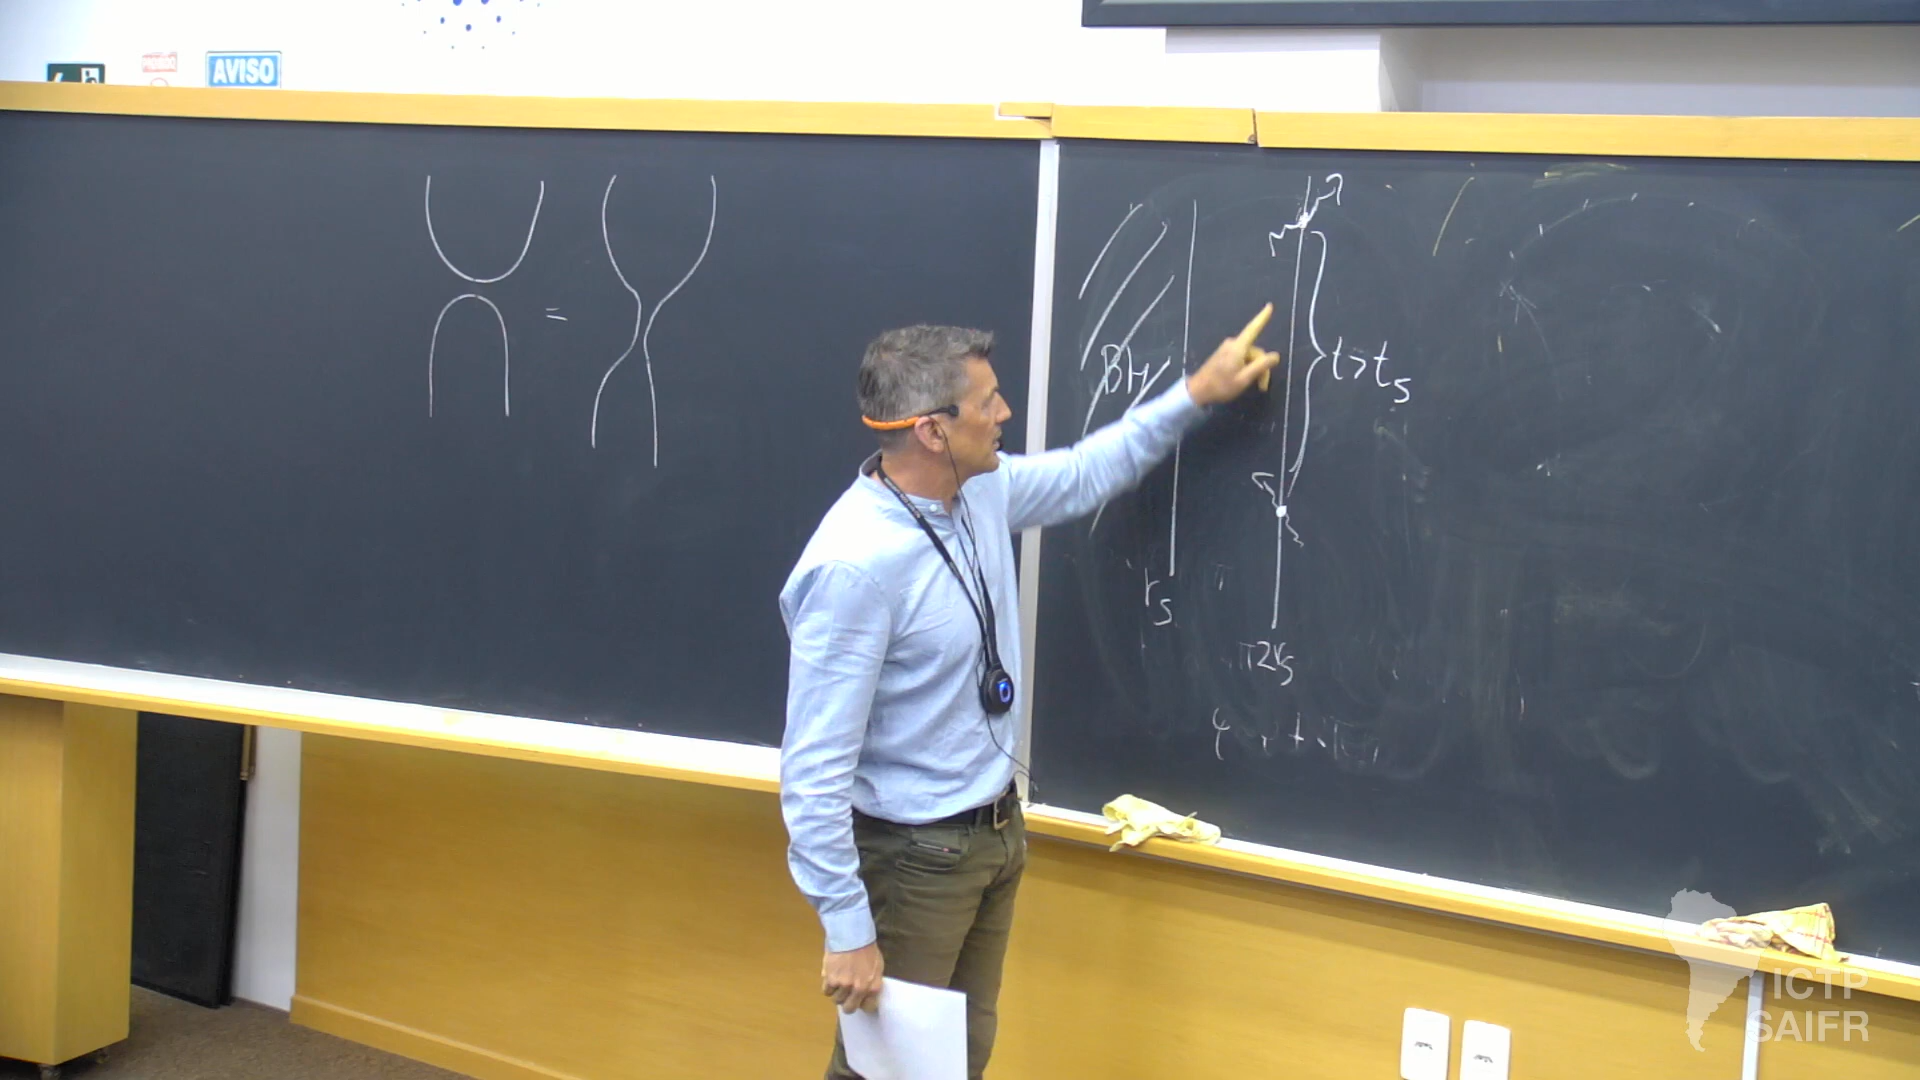 AVISO
=
BH
t>t_s
r_s
2r_s
ICTP
SAIFR